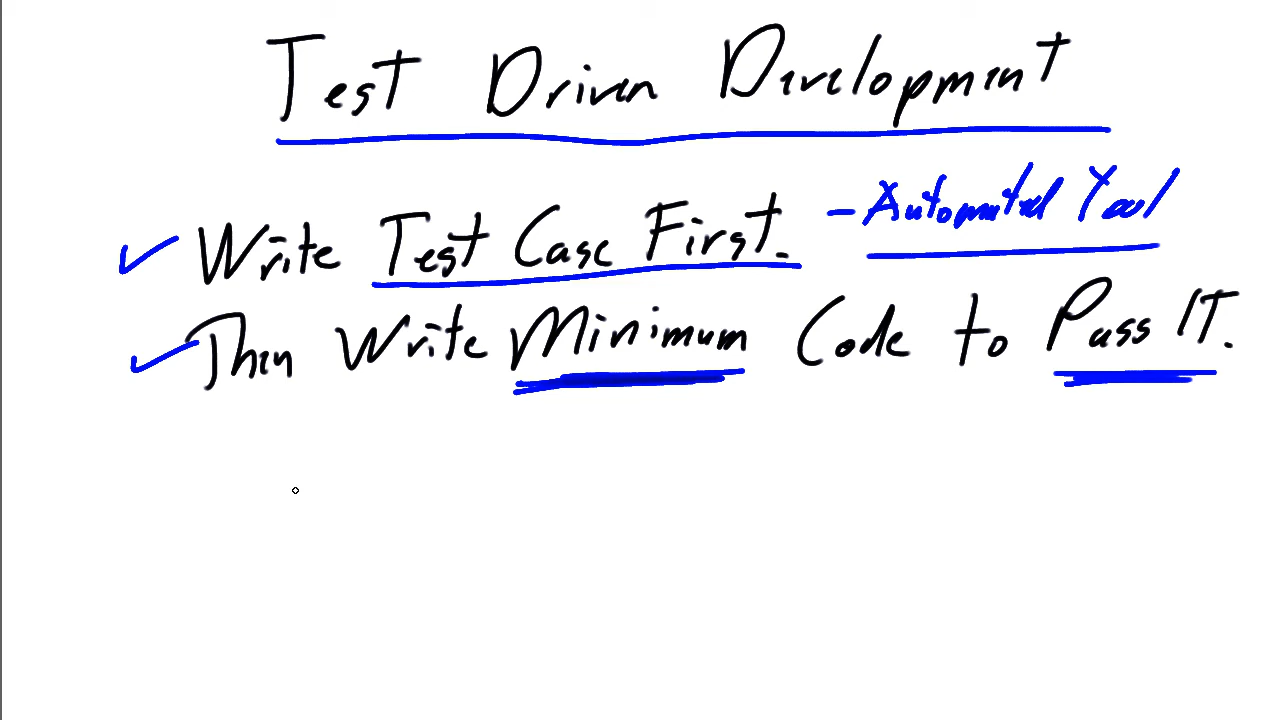 Test Driven Development
Write Test Case First. - Automated Tool
Then Write Minimum Code to Pass IT.